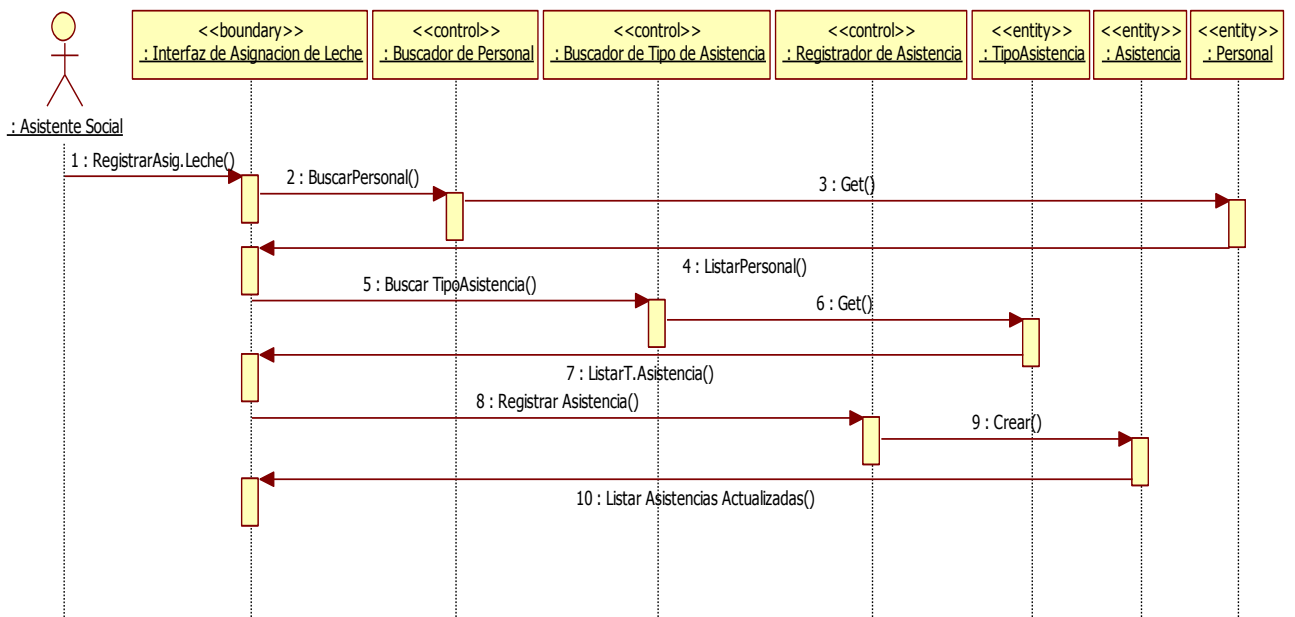 <<boundary>>
: Interfaz de Asignacion de Leche
<<control>>
: Buscador de Personal
<<control>>
: Buscador de Tipo de Asistencia
<<control>>
: Registrador de Asistencia
<<entity>>
: TipoAsistencia
<<entity>>
: Asistencia
<<entity>>
: Personal
: Asistente Social
1 : RegistrarAsig.Leche()
2 : BuscarPersonal()
3 : Get()
4 : ListarPersonal()
5 : Buscar TipoAsistencia()
6 : Get()
7 : ListarT.Asistencia()
8 : Registrar Asistencia()
9 : Crear()
10 : Listar Asistencias Actualizadas()